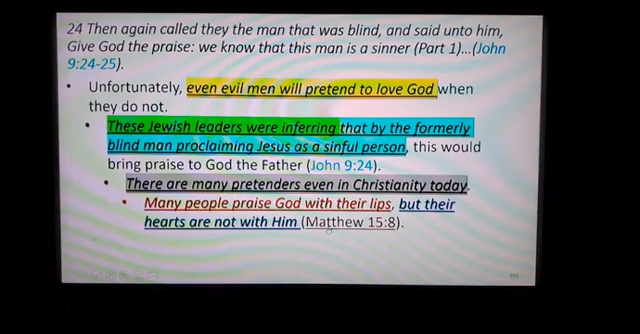 24 Then again called they the man that was blind, and said unto him,
Give God the praise: we know that this man is a sinner (Part 1)...(John
9:24-25).
• Unfortunately, even evil men will pretend to love God when
they do not.
• These Jewish leaders were inferring that by the formerly
blind man proclaiming Jesus as a sinful person, this would
bring praise to God the Father (John 9:24).
• There are many pretenders even in Christianity today.
• Many people praise God with their lips, but their
hearts are not with Him (Matthew 15:8).